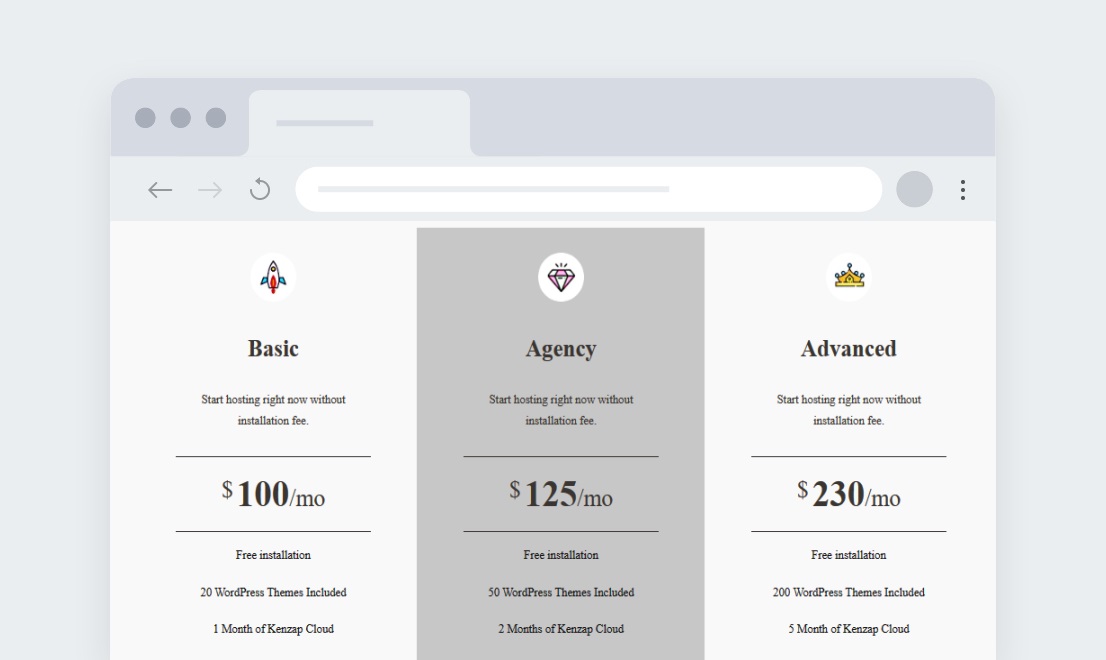 Basic
Start hosting right now without
installation fee.
$100/mo
Free installation
20 WordPress Themes Included
1 Month of Kenzap Cloud
Agency
Start hosting right now without
installation fee.
$125/mo
Free installation
50 WordPress Themes Included
2 Months of Kenzap Cloud
Advanced
Start hosting right now without
installation fee.
$230/mo
Free installation
200 WordPress Themes Included
5 Month of Kenzap Cloud